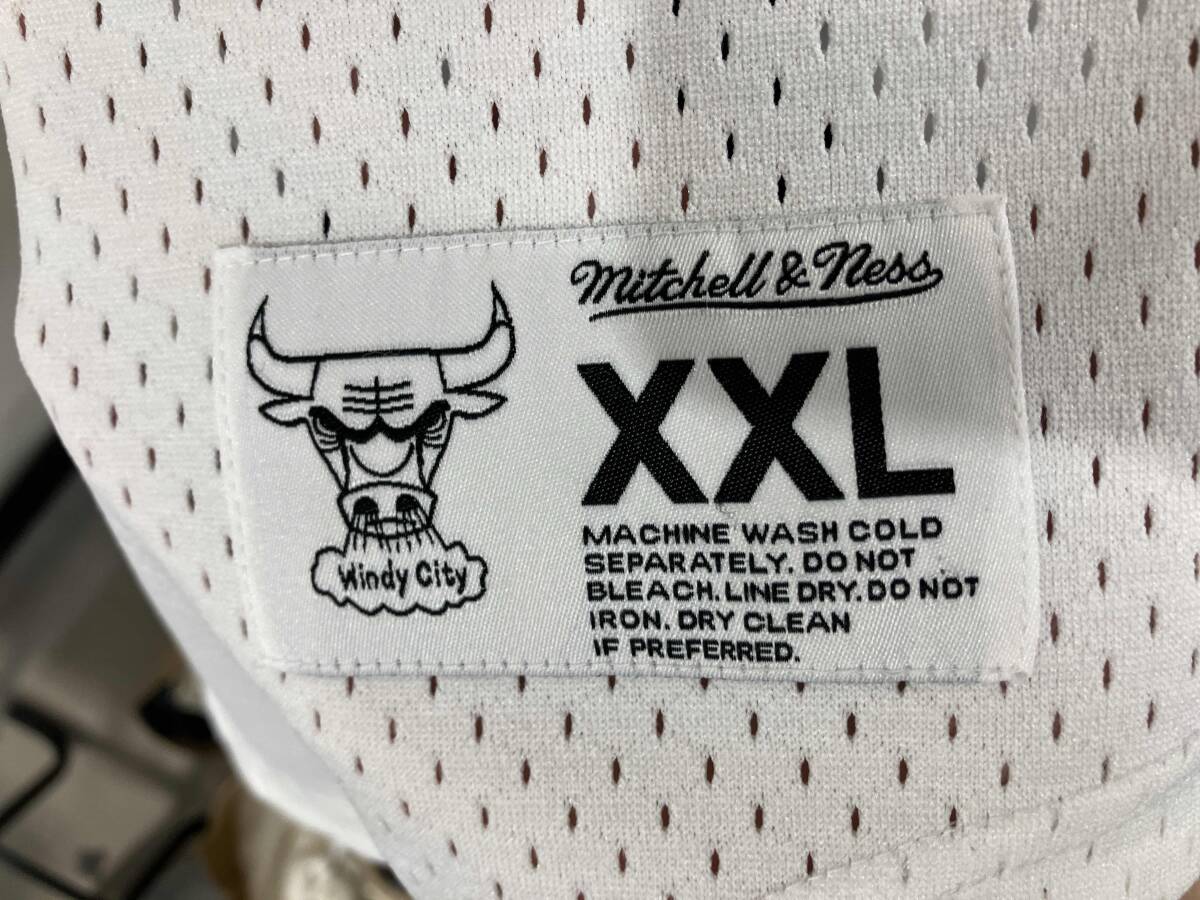 Mitchell & Ness
XXL
MACHINE WASH COLD
SEPARATELY. DO NOT
BLEACH. LINE DRY. DO NOT
IRON. DRY CLEAN
IF PREFERRED.
Windy City